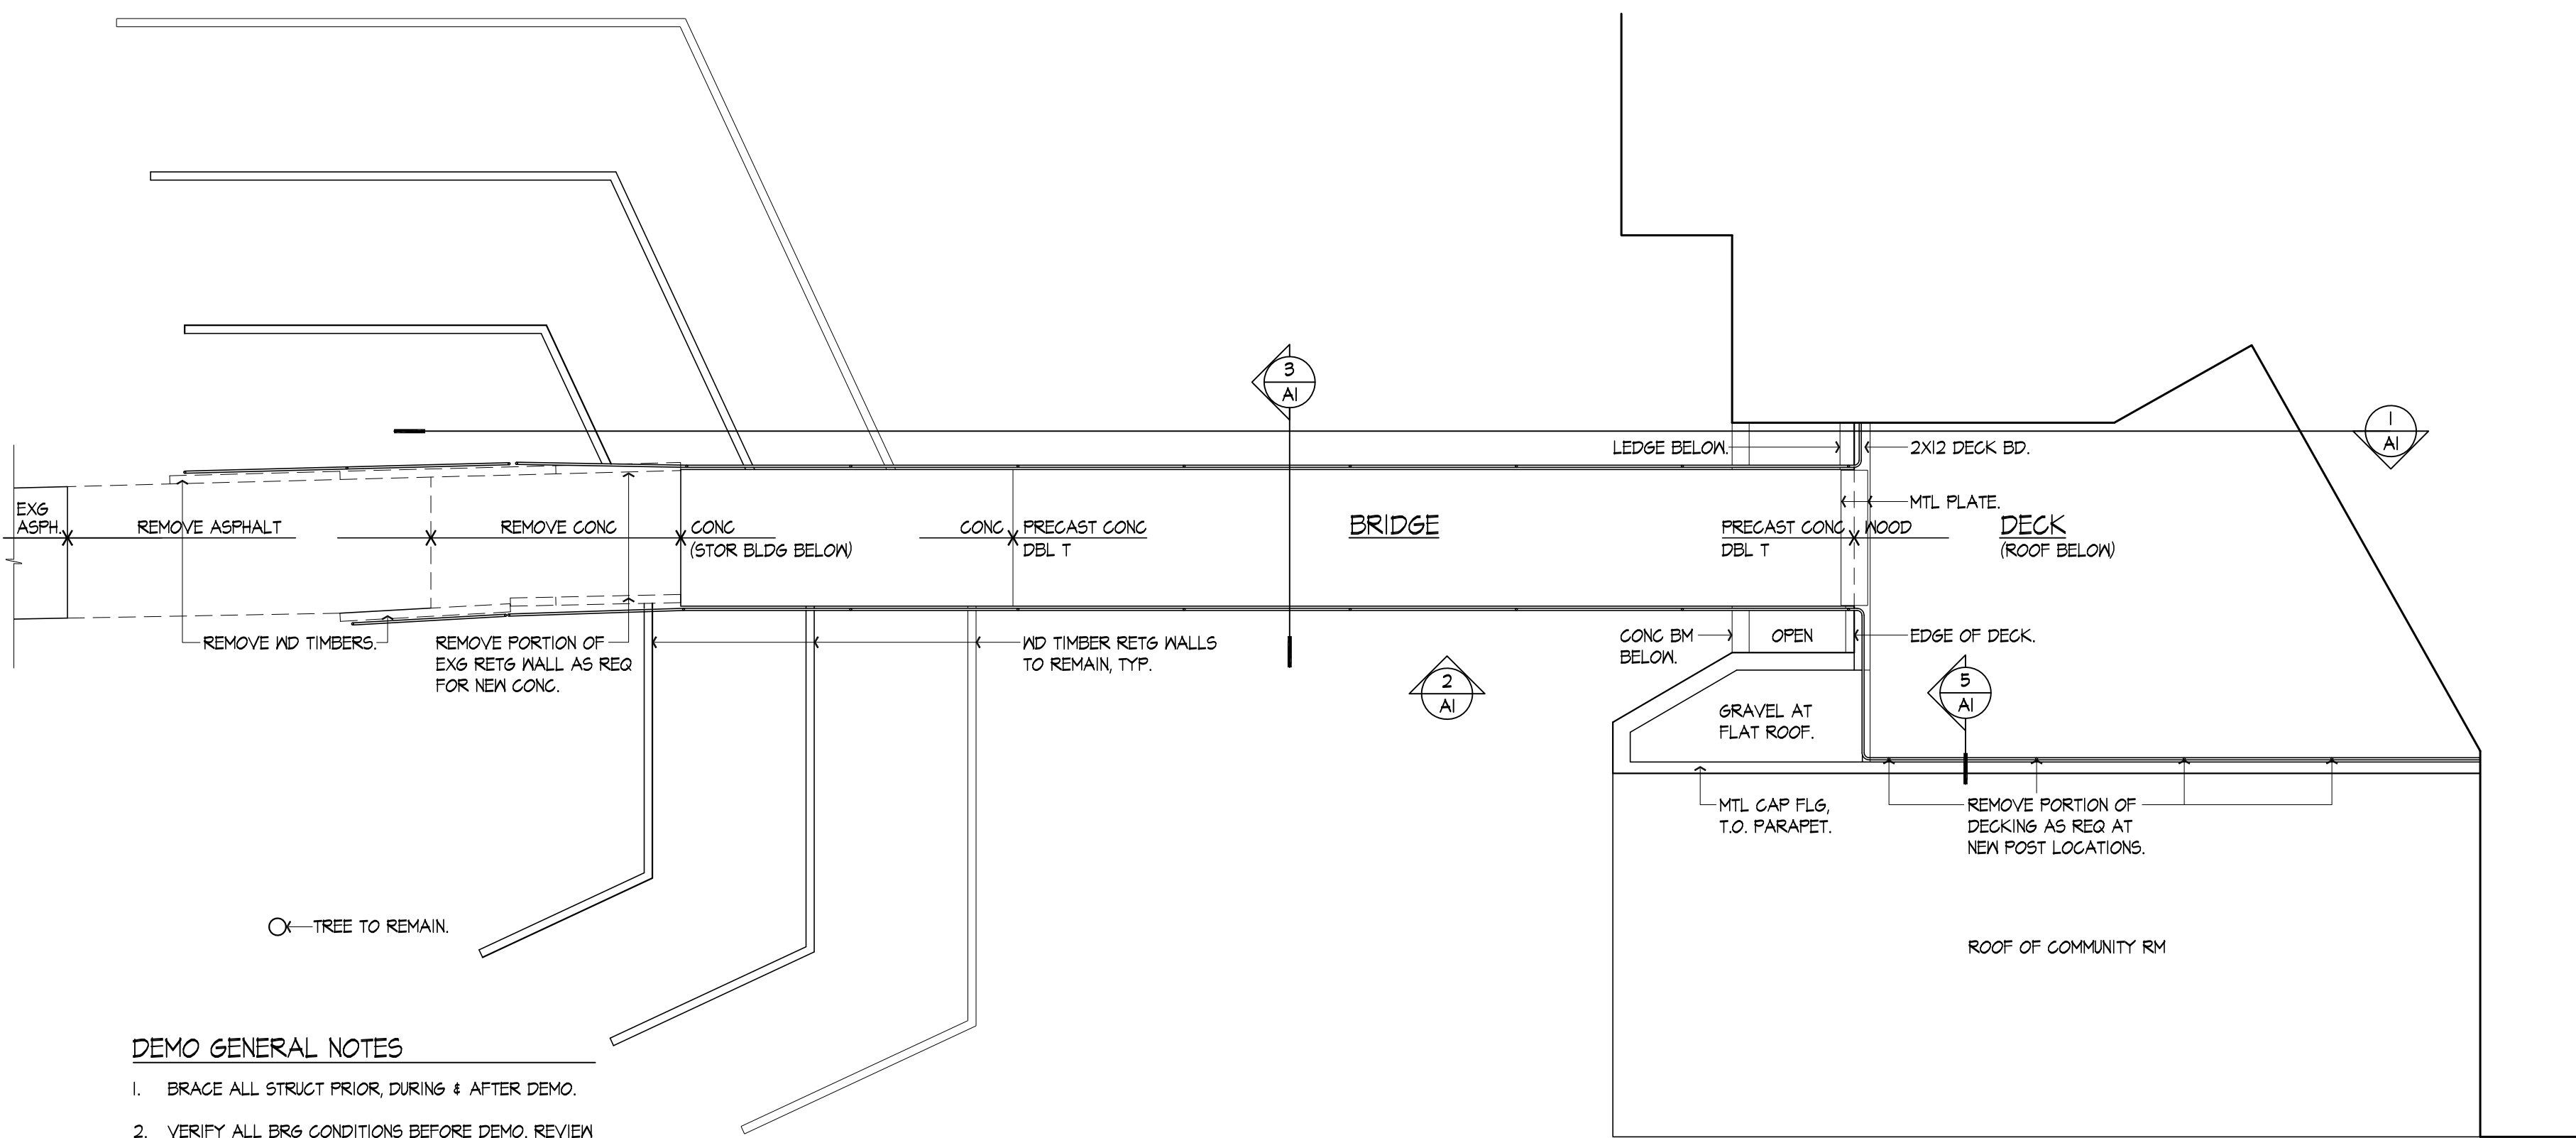 3
A1
1
A1
LEDGE BELOW.
2X12 DECK BD.
EXG
ASPH.
REMOVE ASPHALT
REMOVE CONC
CONC
(STOR BLDG BELOW)
CONC
PRECAST CONC
DBL T
BRIDGE
PRECAST CONC
DBL T
WOOD
MTL PLATE.
DECK
(ROOF BELOW)
REMOVE WD TIMBERS.
REMOVE PORTION OF
EXG RETG WALL AS REQ
FOR NEW CONC.
WD TIMBER RETG WALLS
TO REMAIN, TYP.
CONC BM
BELOW.
OPEN
EDGE OF DECK.
2
A1
5
A1
GRAVEL AT
FLAT ROOF.
MTL CAP FLG,
T.O. PARAPET.
REMOVE PORTION OF
DECKING AS REQ AT
NEW POST LOCATIONS.
TREE TO REMAIN.
ROOF OF COMMUNITY RM
DEMO GENERAL NOTES
1. BRACE ALL STRUCT PRIOR, DURING & AFTER DEMO.
2. VERIFY ALL BRG CONDITIONS BEFORE DEMO. REVIEW